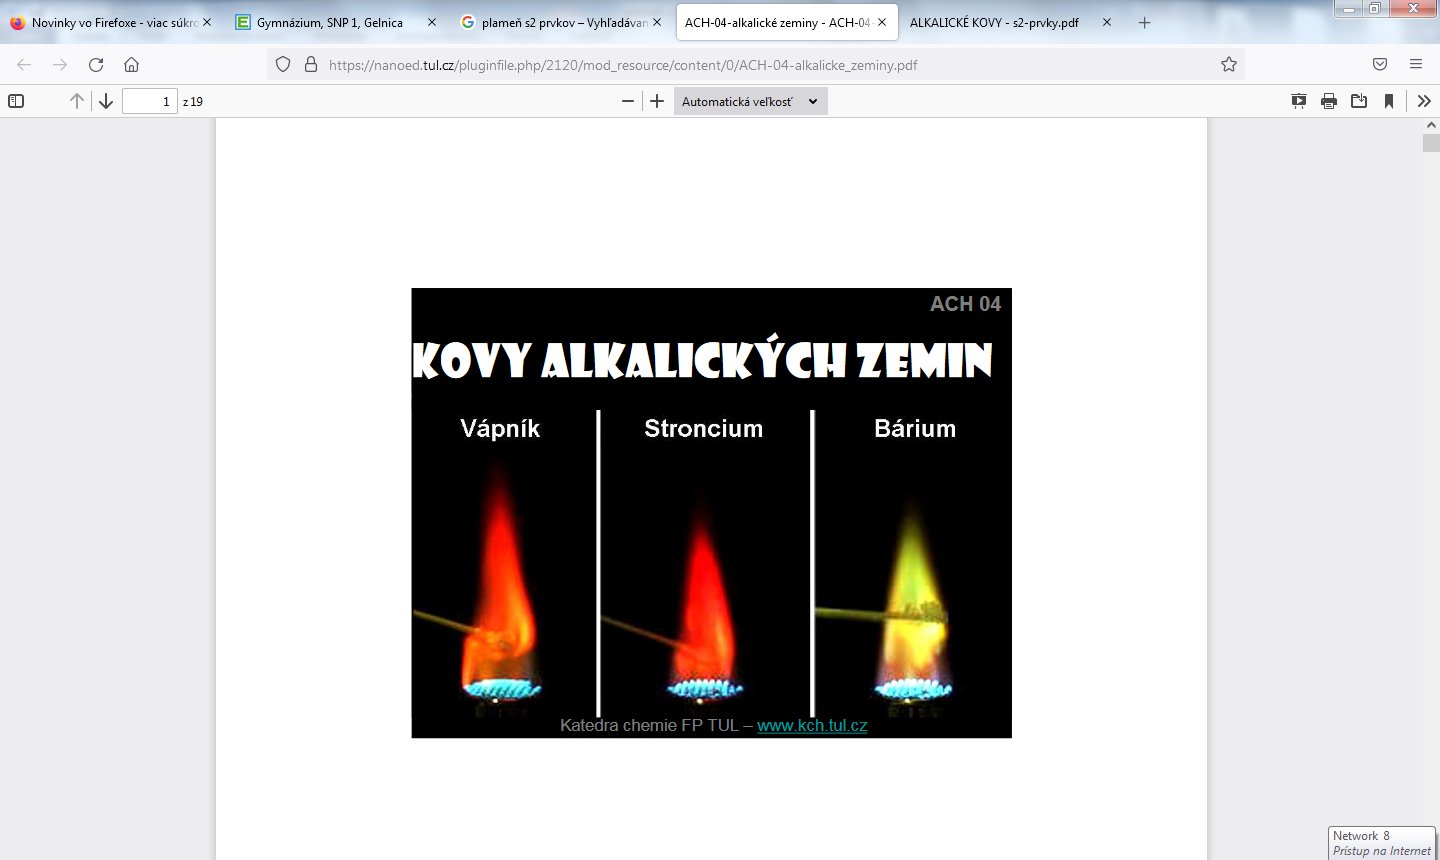 Novinky vo Firefoxe - viac súkro
Gymnázium, SNP 1, Gelnica
plameň s2 prvkov – Vyhľadávan
ACH-04-alkalické zeminy - ACH-04-
ALKALICKÉ KOVY - s2-prvky.pdf
https://nanoed.tul.cz/pluginfile.php/2120/mod_resource/content/0/ACH-04-alkalicke_zeminy.pdf
1 z 19
Automatická veľkosť
ACH 04
KOVY ALKALICKÝCH ZEMIN
Vápník Stroncium Bárium
Katedra chemie FP TUL – www.kch.tul.cz
Network 8
Prístup na Internet